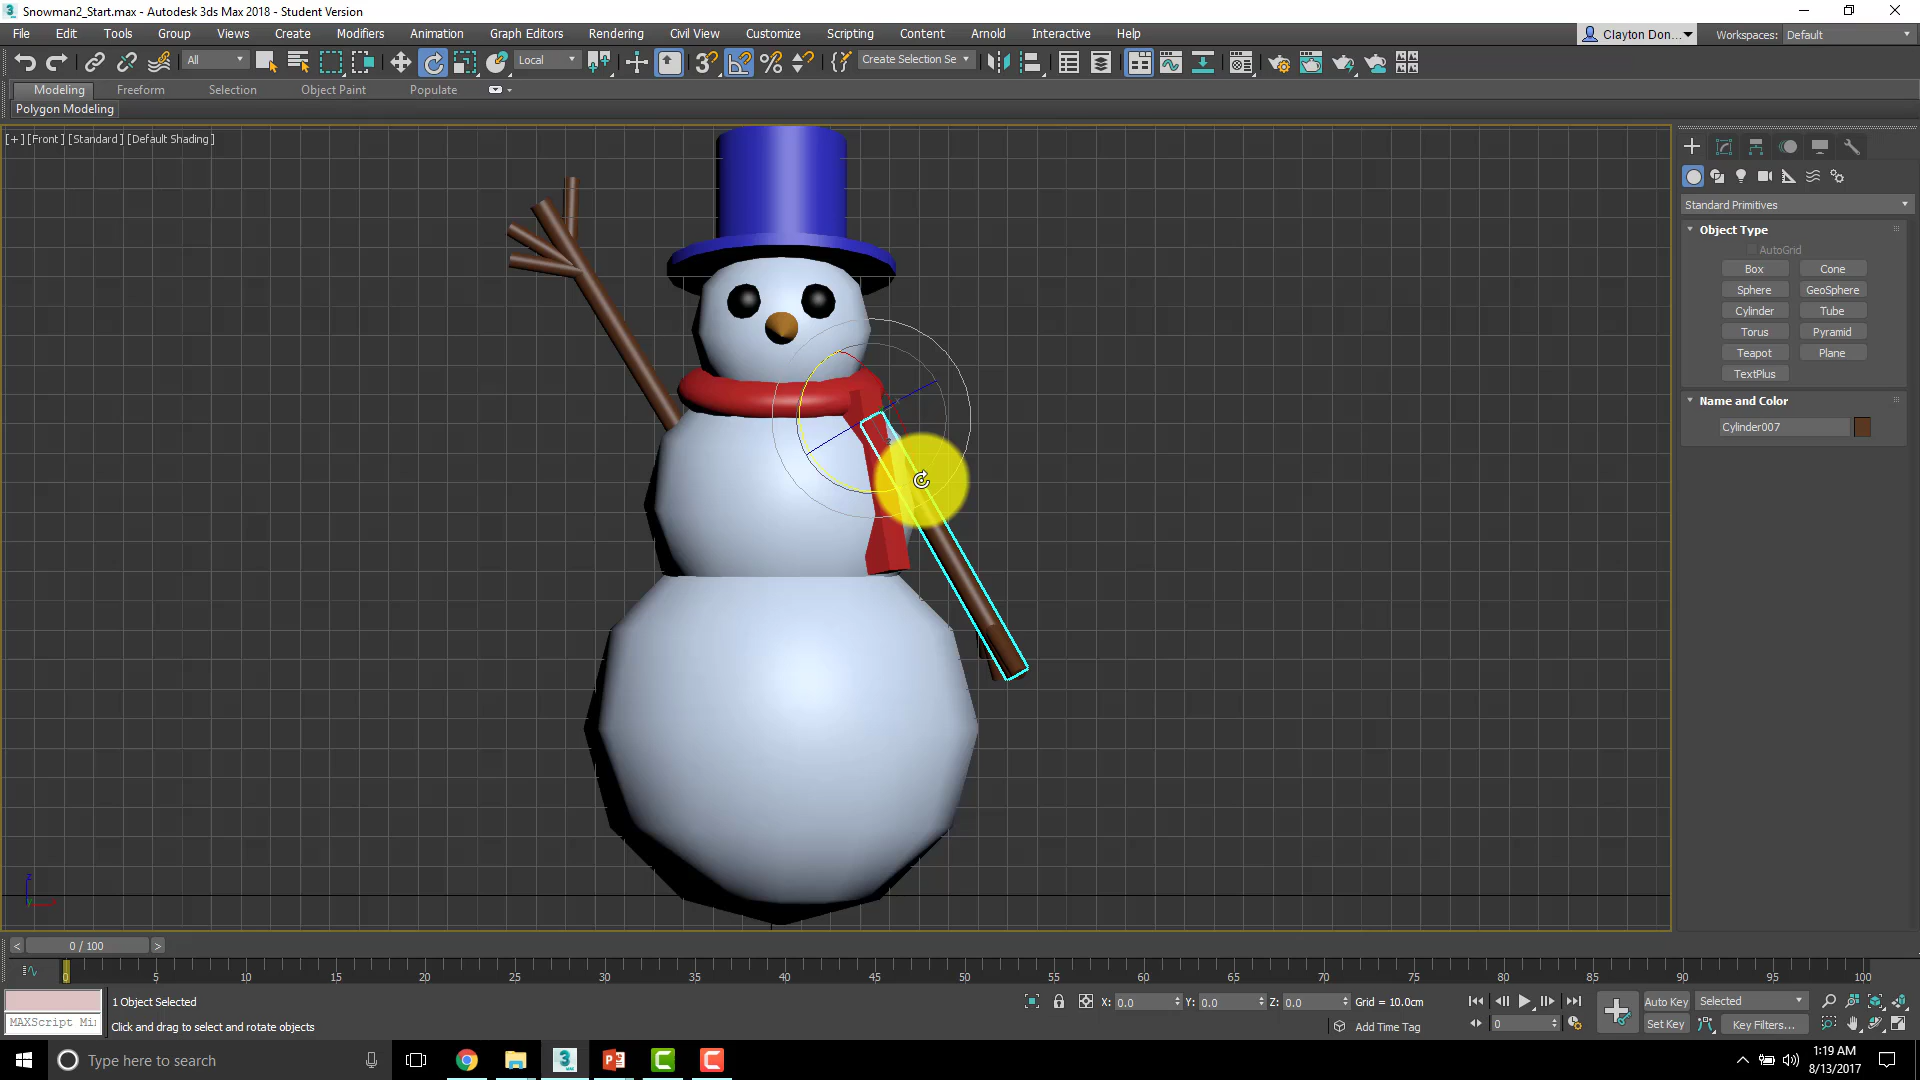 Snowman2_Start.max - Autodesk 3ds Max 2018 - Student Version
File Edit Tools Group Views Create Modifiers Animation Graph Editors Rendering Civil View Customize Scripting Content Arnold Interactive Help
Clayton Don... Workspaces: Default
All Local Create Selection Se
Modeling Freeform Selection Object Paint Populate
Polygon Modeling
[+] [Front] [Standard] [Default Shading]
Standard Primitives
Object Type
AutoGrid
Box Cone
Sphere GeoSphere
Cylinder Tube
Torus Pyramid
Teapot Plane
TextPlus
Name and Color
Cylinder007
0 / 100
0 5 10 15 20 25 30 35 40 45 50 55 60 65 70 75 80 85 90 95 100
1 Object Selected X: 0.0 Y: 0.0 Z: 0.0 Grid = 10.0cm Auto Key Selected
MAXScript Mi
Click and drag to select and rotate objects Add Time Tag 0 Set Key Key Filters...
Type here to search
1:19 AM
8/13/2017